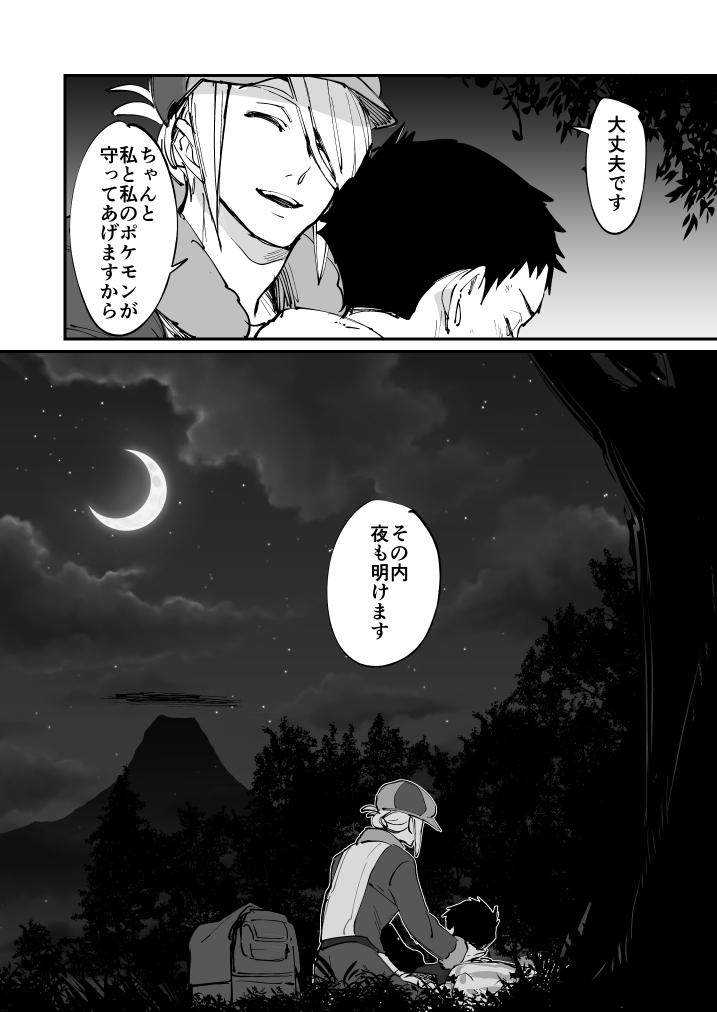 大丈夫です
ちゃんと
私と私のポケモンが
守ってあげますから
その内
夜も明けます